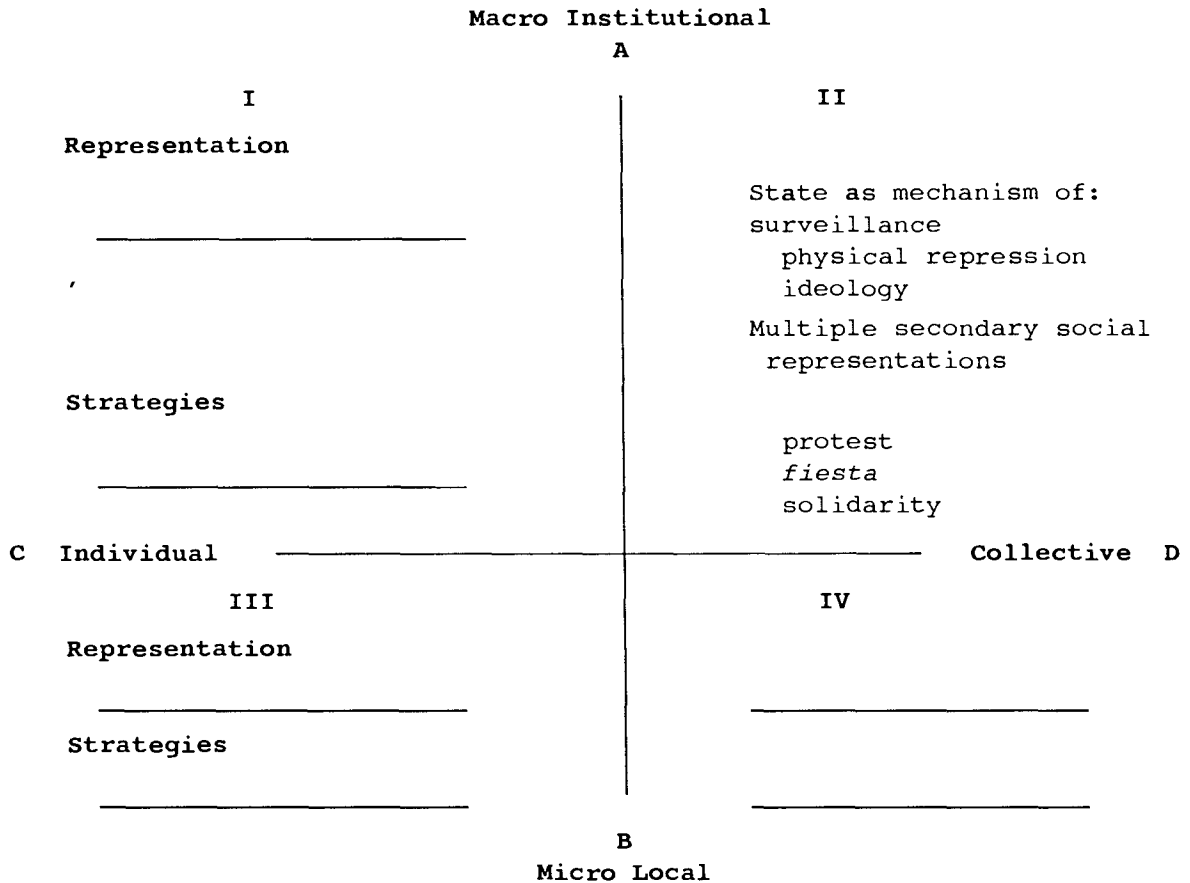 Macro Institutional
A
I
II
Representation
State as mechanism of:
surveillance
physical repression
ideology
Multiple secondary social
representations
Strategies
protest
fiesta
solidarity
C Individual
Collective D
III
IV
Representation
Strategies
B
Micro Local